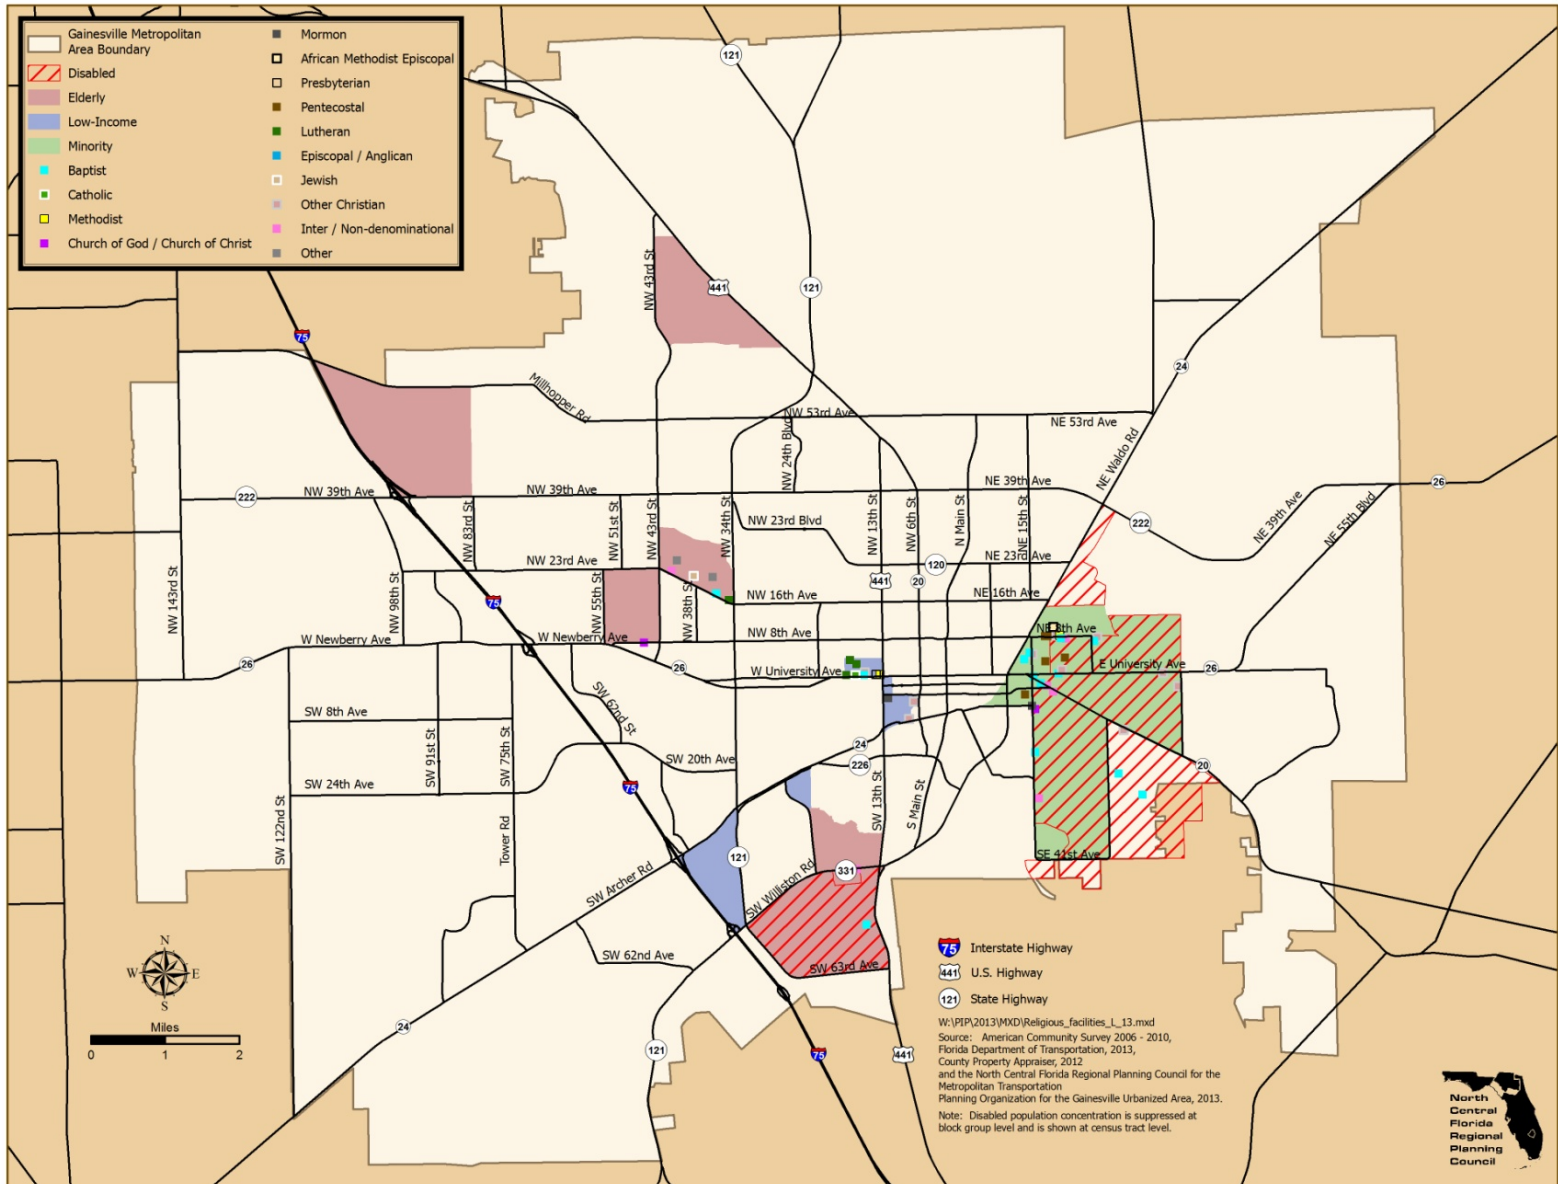 Gainesville Metropolitan
Area Boundary
Disabled
Elderly
Low-Income
Minority
Baptist
Catholic
Methodist
Church of God / Church of Christ
Mormon
African Methodist Episcopal
Presbyterian
Pentecostal
Lutheran
Episcopal / Anglican
Jewish
Other Christian
Inter / Non-denominational
Other
121
NW 43rd St
441
121
75
24
Millhopper Rd
NW 53rd Ave
NE 53rd Ave
NW 24th Blvd
NE Waldo Rd
222
NW 39th Ave
NW 39th Ave
NE 39th Ave
26
222
NE 39th Ave
NE 55th Blvd
NW 83rd St
NW 51st St
NW 43rd St
NW 34th St
NW 23rd Blvd
NW 13th St
NW 6th St
N Main St
NE 15th St
NW 143rd St
NW 98th St
NW 23rd Ave
120
NE 23rd Ave
441
20
75
NW 55th St
NW 38th St
NW 16th Ave
NE 16th Ave
W Newberry Ave
W Newberry Ave
NW 8th Ave
NE 8th Ave
26
26
W University Ave
E University Ave
26
SW 62nd St
SW 8th Ave
SW 91st St
SW 75th St
24
226
SW 20th Ave
20
SW 24th Ave
75
SW 122nd St
Tower Rd
SW 13th St
S Main St
121
SW Archer Rd
SW Williston Rd
331
SE 41st Ave
SW 62nd Ave
SW 63rd Ave
24
121
75
441
N
W
E
S
Miles
0
1
2
75
Interstate Highway
441
U.S. Highway
121
State Highway
W:\PIP\2013\MXD\Religious_facilities_L_13.mxd
Source: American Community Survey 2006 - 2010,
Florida Department of Transportation, 2013,
County Property Appraiser, 2012
and the North Central Florida Regional Planning Council for the
Metropolitan Transportation
Planning Organization for the Gainesville Urbanized Area, 2013.
Note: Disabled population concentration is suppressed at
block group level and is shown at census tract level.
North
Central
Florida
Regional
Planning
Council